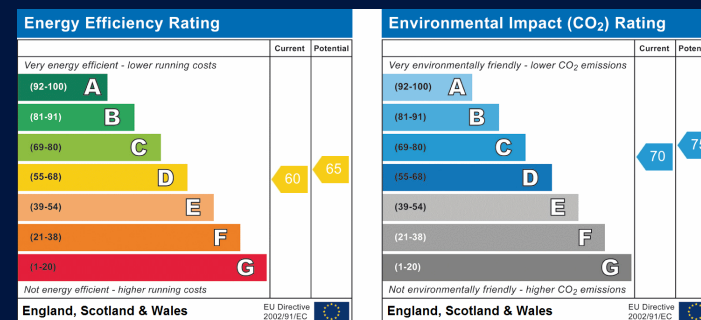 Energy Efficiency Rating
Current Potential
Very energy efficient - lower running costs
(92-100) A
(81-91) B
(69-80) C
(55-68) D
(39-54) E
(21-38) F
(1-20) G
60
65
Not energy efficient - higher running costs
England, Scotland & Wales
EU Directive
2002/91/EC
Environmental Impact (CO₂) Rating
Current
Very environmentally friendly - lower CO₂ emissions
(92-100) A
(81-91) B
(69-80) C
(55-68) D
(39-54) E
(21-38) F
(1-20) G
70
Not environmentally friendly - higher CO₂ emissions
England, Scotland & Wales
EU Directive
2002/91/EC